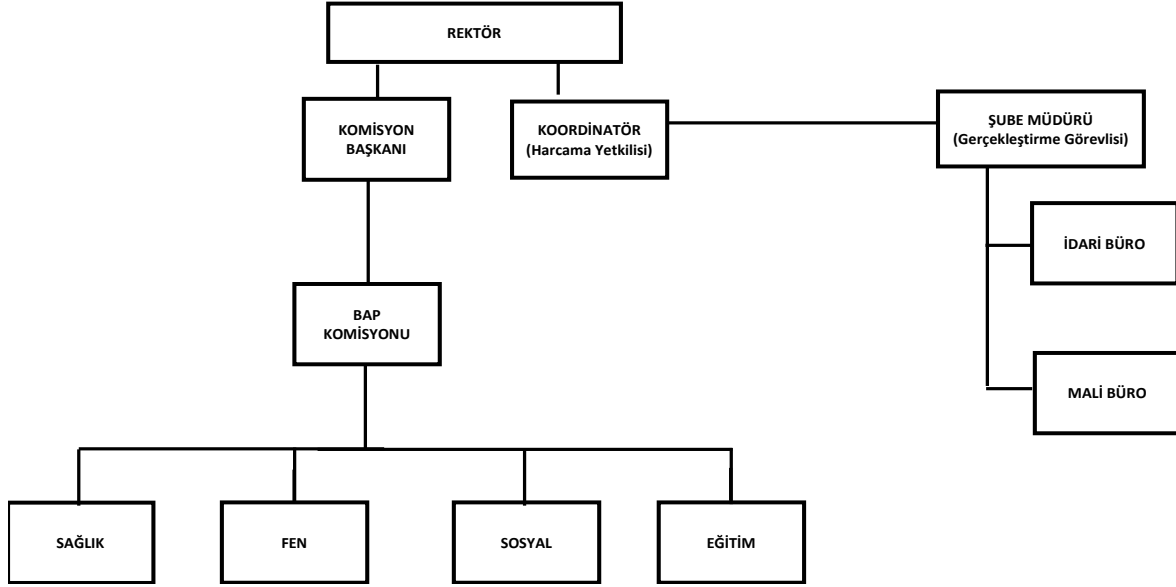 REKTÖR
KOMİSYON
BAŞKANI
KOORDİNATÖR
(Harcama Yetkilisi)
ŞUBE MÜDÜRÜ
(Gerçekleştirme Görevlisi)
İDARİ BÜRO
BAP
KOMİSYONU
MALİ BÜRO
SAĞLIK
FEN
SOSYAL
EĞİTİM